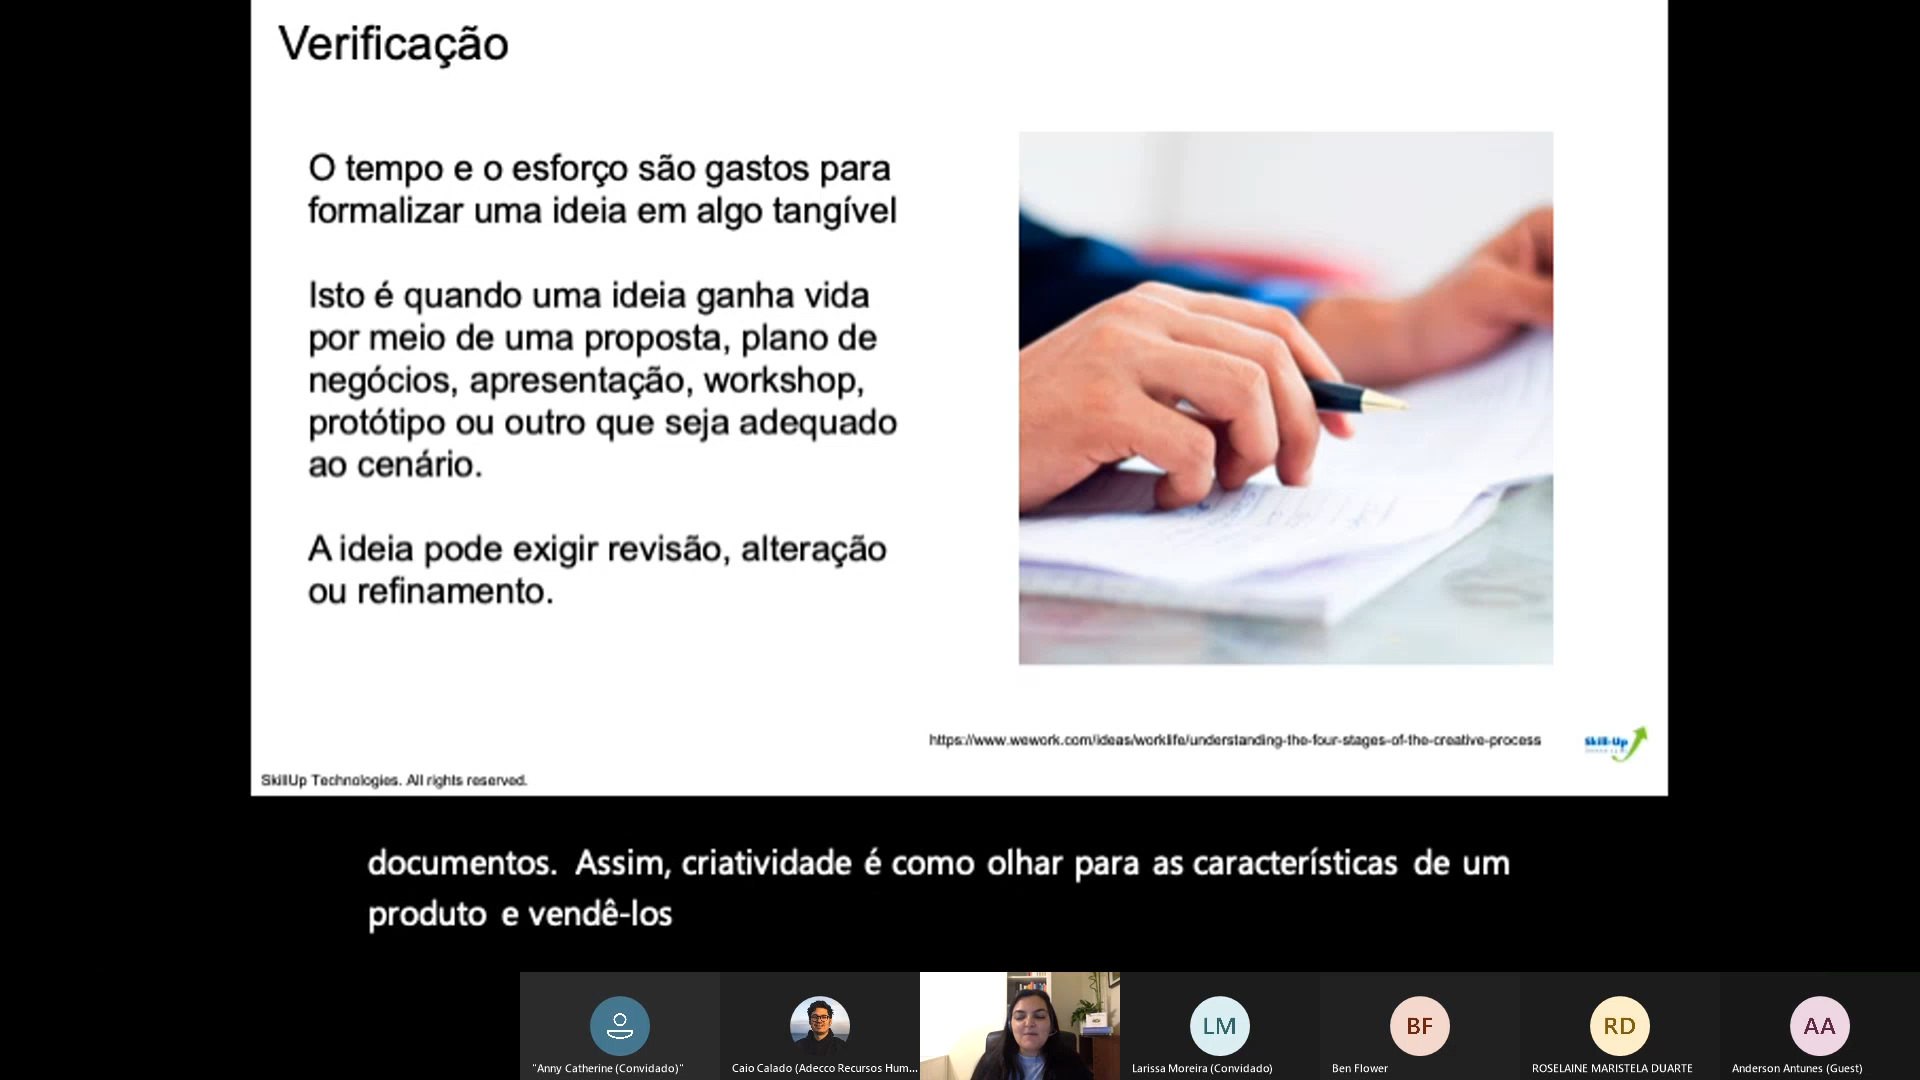 Verificação
O tempo e o esforço são gastos para
formalizar uma ideia em algo tangível
Isto é quando uma ideia ganha vida
por meio de uma proposta, plano de
negócios, apresentação, workshop,
protótipo ou outro que seja adequado
ao cenário.
A ideia pode exigir revisão, alteração
ou refinamento.
https://www.wework.com/ideas/worklife/understanding-the-four-stages-of-the-creative-process
Skill-Up
SkillUp Technologies. All rights reserved.
documentos. Assim, criatividade é como olhar para as características de um
produto e vendê-los
LM
BF
RD
AA
"Anny Catherine (Convidado)"
Caio Calado (Adecco Recursos Hum...
Larissa Moreira (Convidado)
Ben Flower
ROSELAINE MARISTELA DUARTE
Anderson Antunes (Guest)